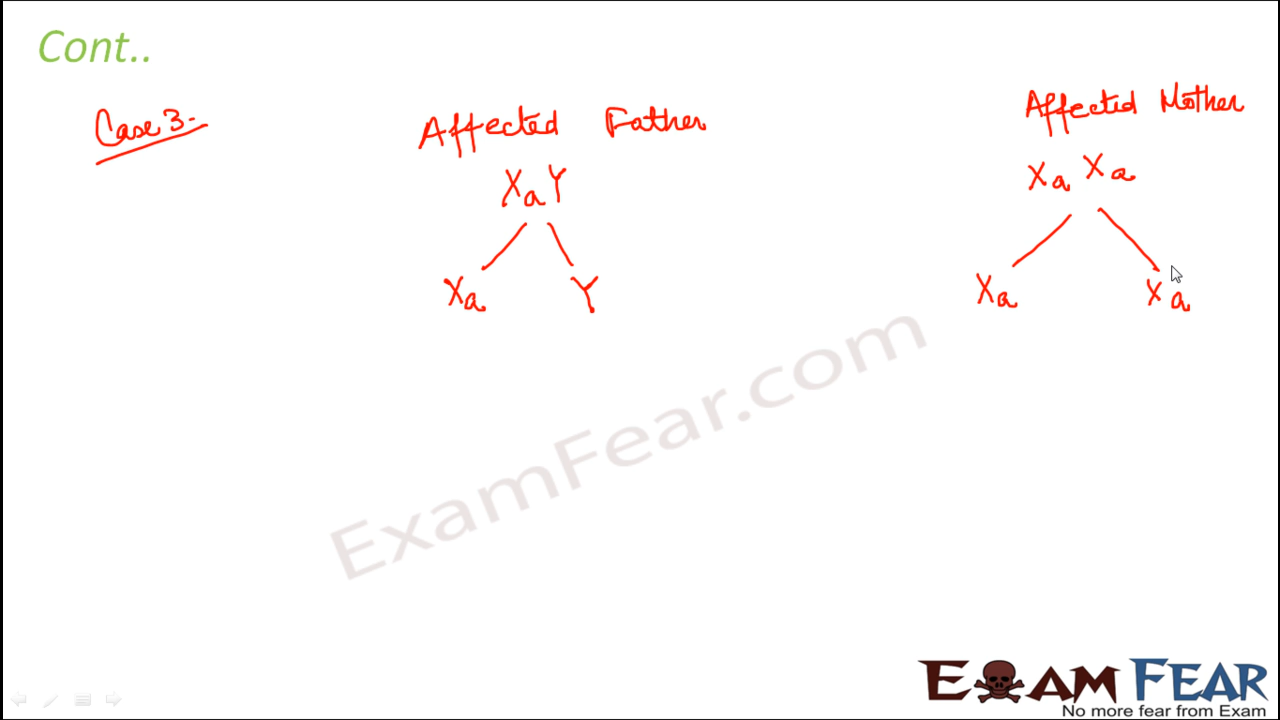 Cont..
Case 3.
Affected Father
Affected Mother
XaY
Xa Xa
Xa Y
Xa Xa
ExamFear.com
EXAM FEAR
No more fear from Exam